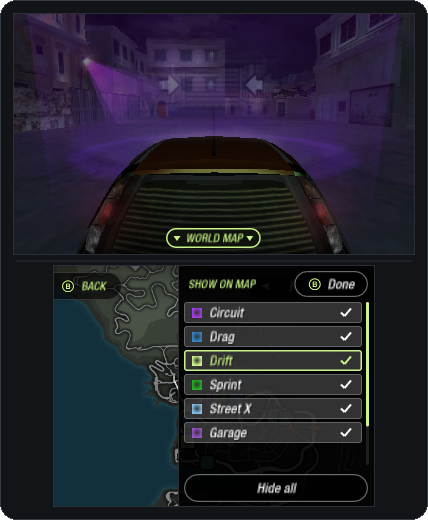 WORLD MAP
B BACK
SHOW ON MAP
B Done
Circuit
Drag
Drift
Sprint
Street X
Garage
Hide all